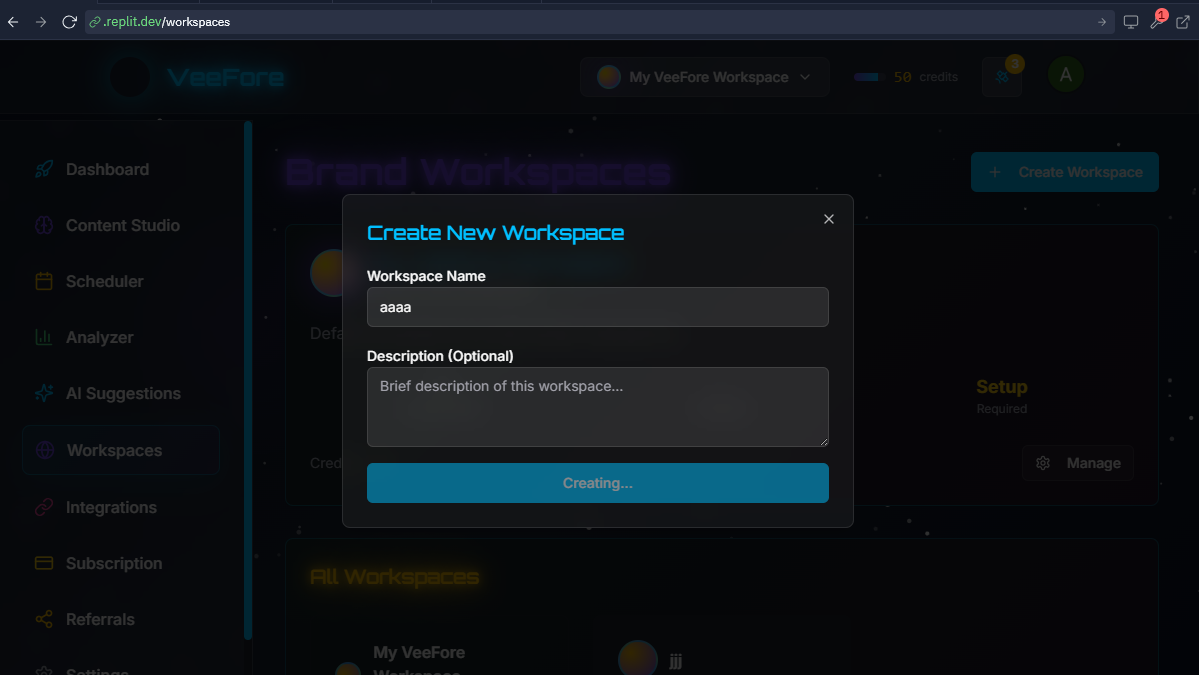 .replit.dev/workspaces
1
VeeFore
My VeeFore Workspace
50 credits
3
A
Dashboard
Content Studio
Scheduler
Analyzer
AI Suggestions
Workspaces
Integrations
Subscription
Referrals
Settings
Brand Workspaces
+ Create Workspace
Create New Workspace
Workspace Name
aaaa
Description (Optional)
Brief description of this workspace...
Creating...
Setup
Required
Manage
All Workspaces
My VeeFore
Workspace
jjj